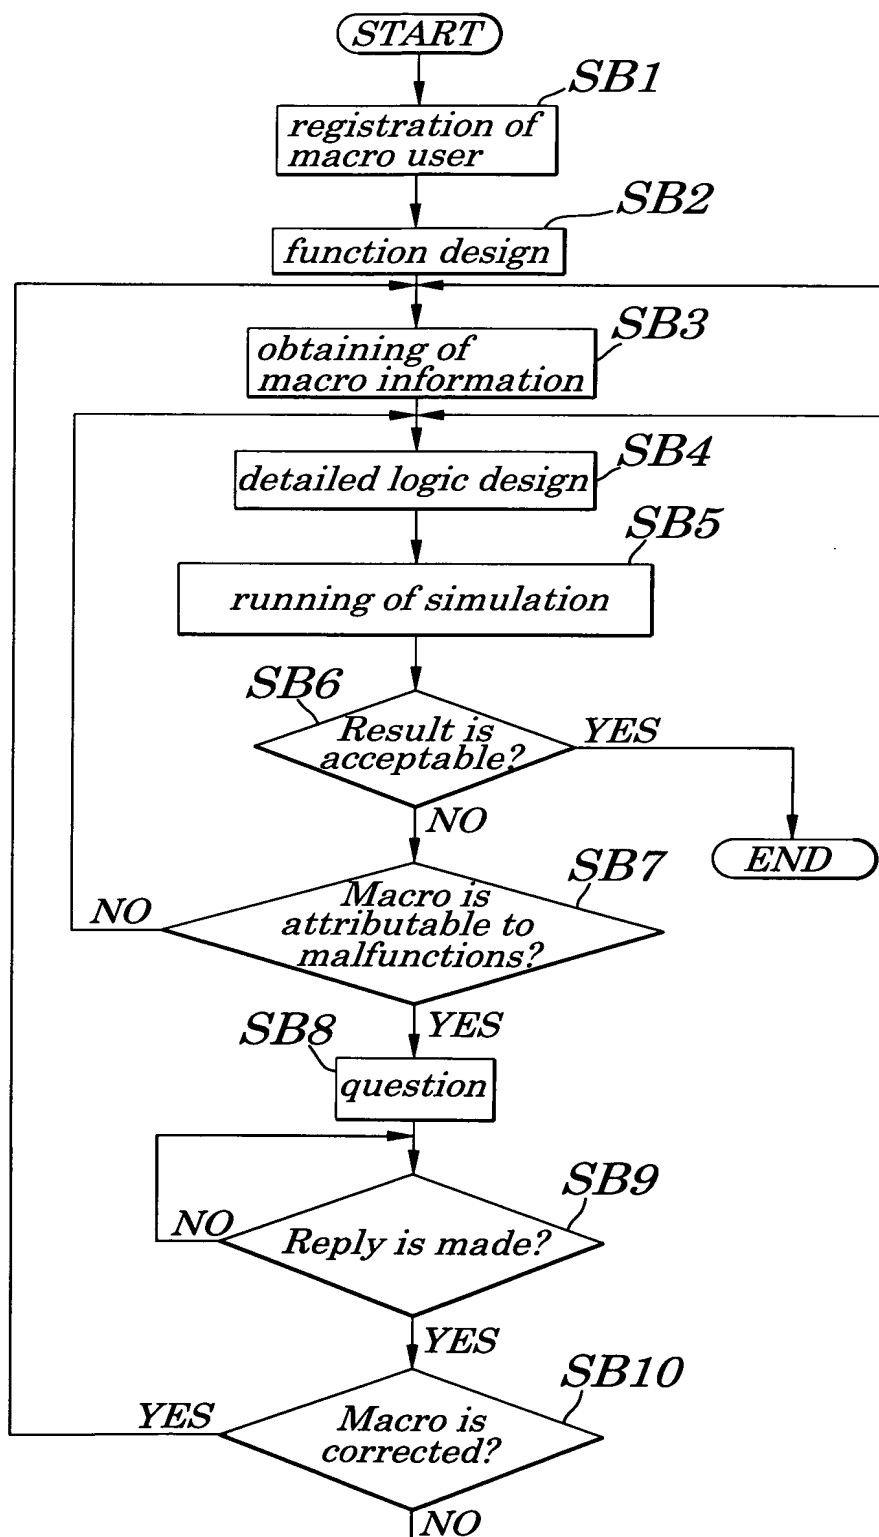 START
SB1
registration of
macro user
SB2
function design
SB3
obtaining of
macro information
SB4
detailed logic design
SB5
running of simulation
SB6
Result is
acceptable?
YES
NO
END
SB7
Macro is
attributable to
malfunctions?
NO
YES
SB8
question
SB9
Reply is made?
NO
YES
SB10
Macro is
corrected?
YES
NO